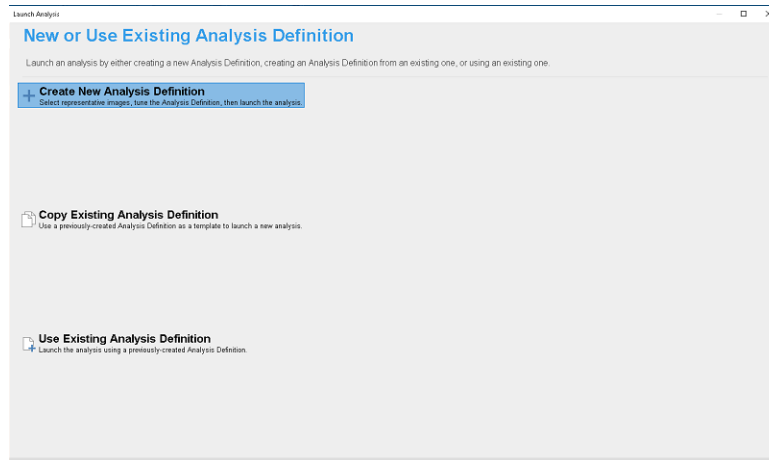 Launch Analysis
New or Use Existing Analysis Definition
Launch an analysis by either creating a new Analysis Definition, creating an Analysis Definition from an existing one, or using an existing one.
Create New Analysis Definition
Select representative images, tune the Analysis Definition, then launch the analysis.
Copy Existing Analysis Definition
Use a previously-created Analysis Definition as a template to launch a new analysis.
Use Existing Analysis Definition
Launch the analysis using a previously-created Analysis Definition.